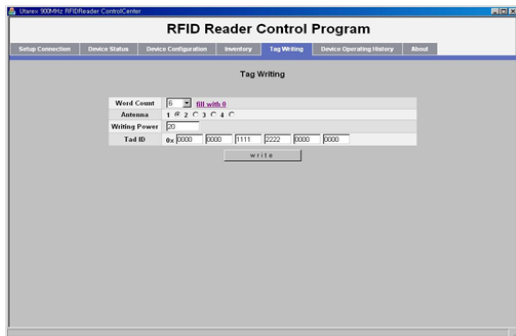 Uterex 900MHz RFIDReader ControlCenter
RFID Reader Control Program
Setup Connection Device Status Device Configuration Inventory Tag Writing Device Operating History About
Tag Writing
Word Count 6 fill with 0
Antenna 1 2 3 4
Writing Power 20
Tad ID 0x 0000 0000 1111 2222 0000 0000
write